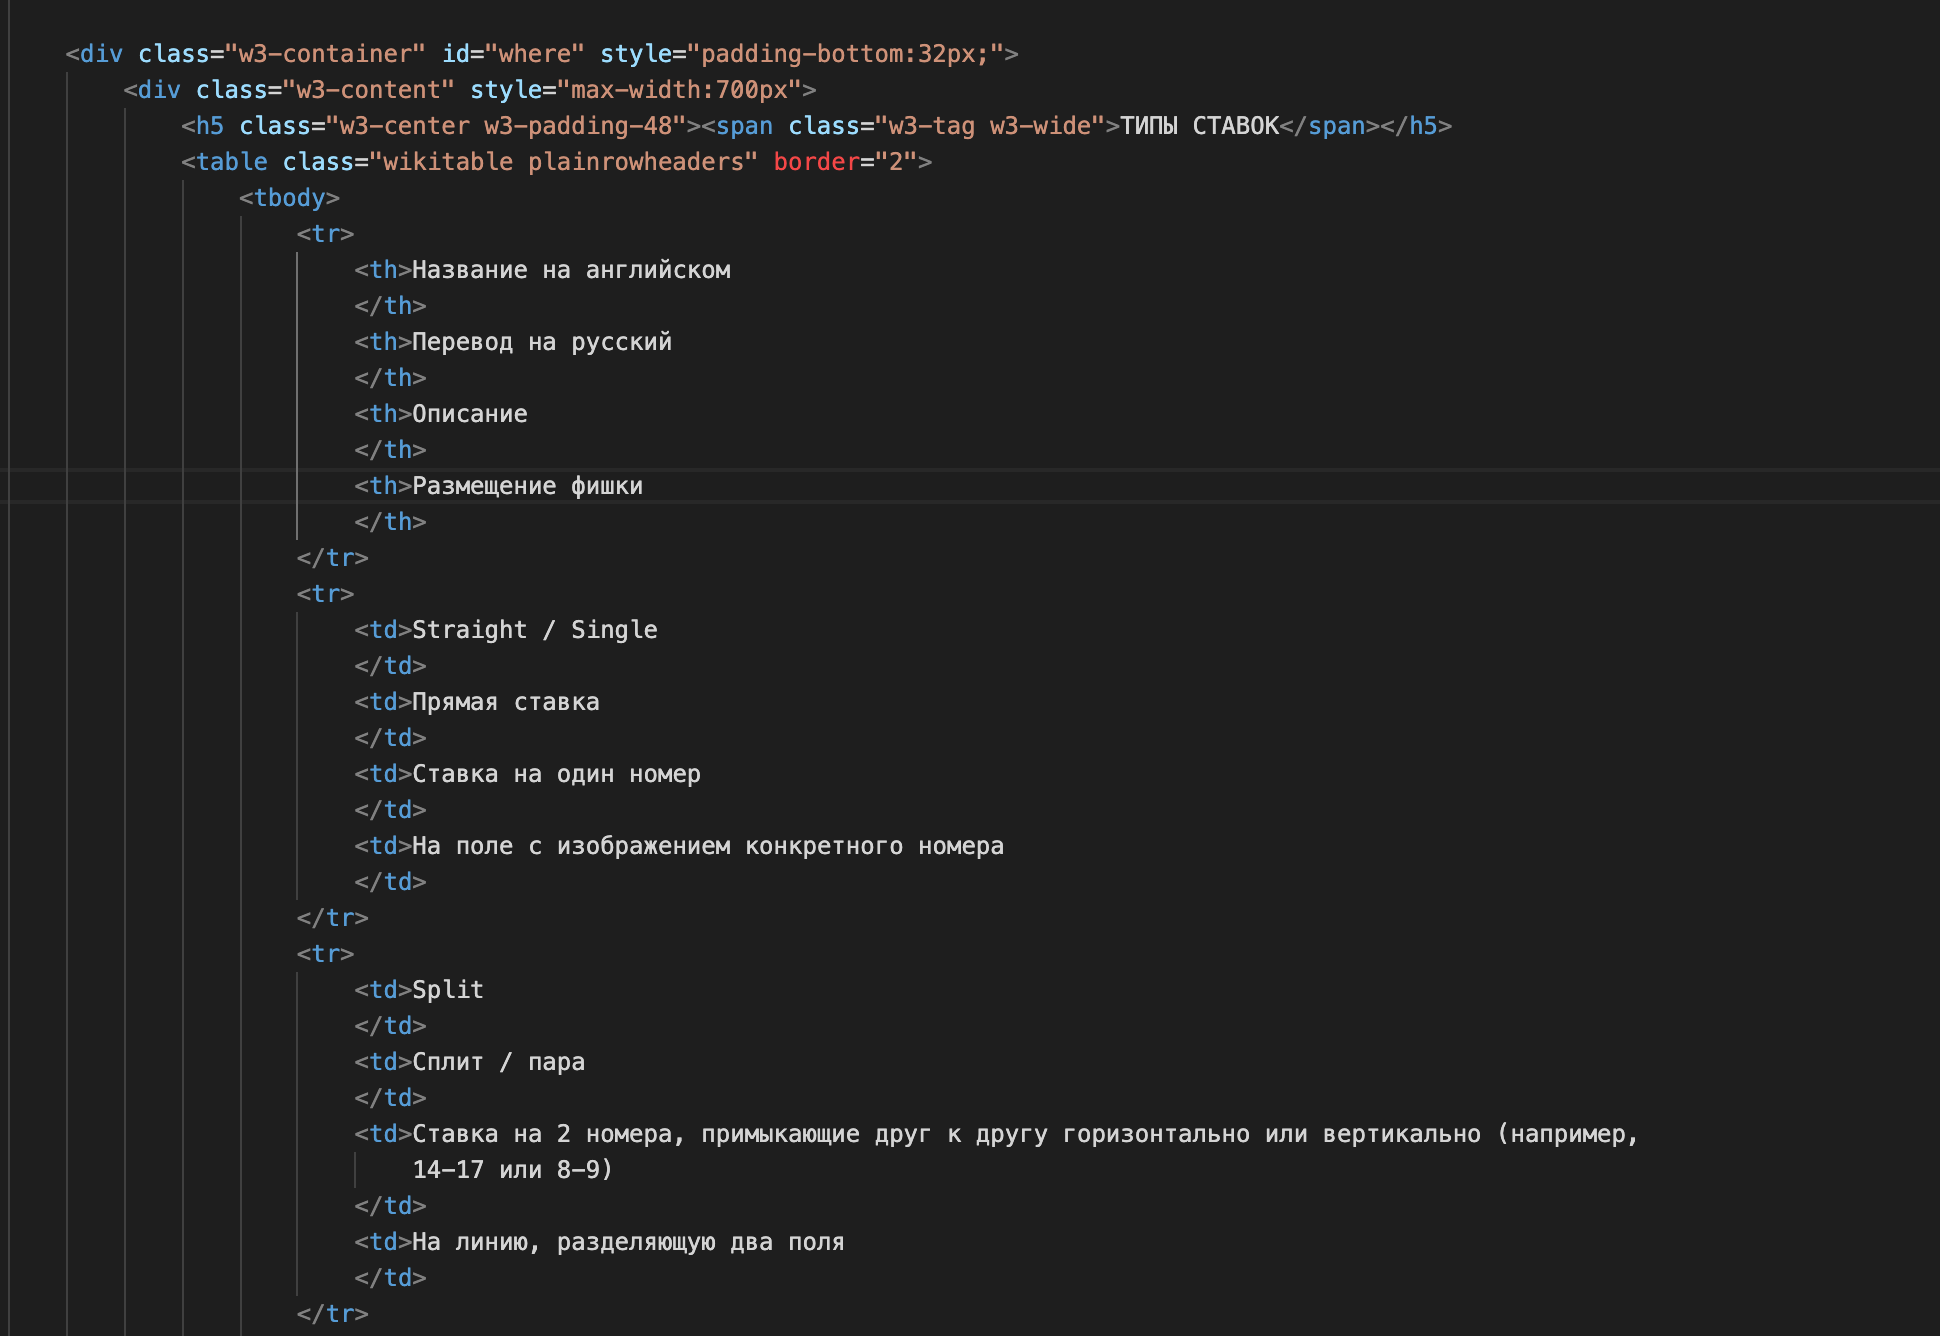 <div class="w3-container" id="where" style="padding-bottom:32px;">
<div class="w3-content" style="max-width:700px">
<h5 class="w3-center w3-padding-48"><span class="w3-tag w3-wide">ТИПЫ СТАВОК</span></h5>
<table class="wikitable plainrowheaders" border="2">
<tbody>
<tr>
<th>Название на английском
</th>
<th>Перевод на русский
</th>
<th>Описание
</th>
<th>Размещение фишки
</th>
</tr>
<tr>
<td>Straight / Single
</td>
<td>Прямая ставка
</td>
<td>Ставка на один номер
</td>
<td>На поле с изображением конкретного номера
</td>
</tr>
<tr>
<td>Split
</td>
<td>Сплит / пара
</td>
<td>Ставка на 2 номера, примыкающие друг к другу горизонтально или вертикально (например,
14–17 или 8–9)
</td>
<td>На линию, разделяющую два поля
</td>
</tr>